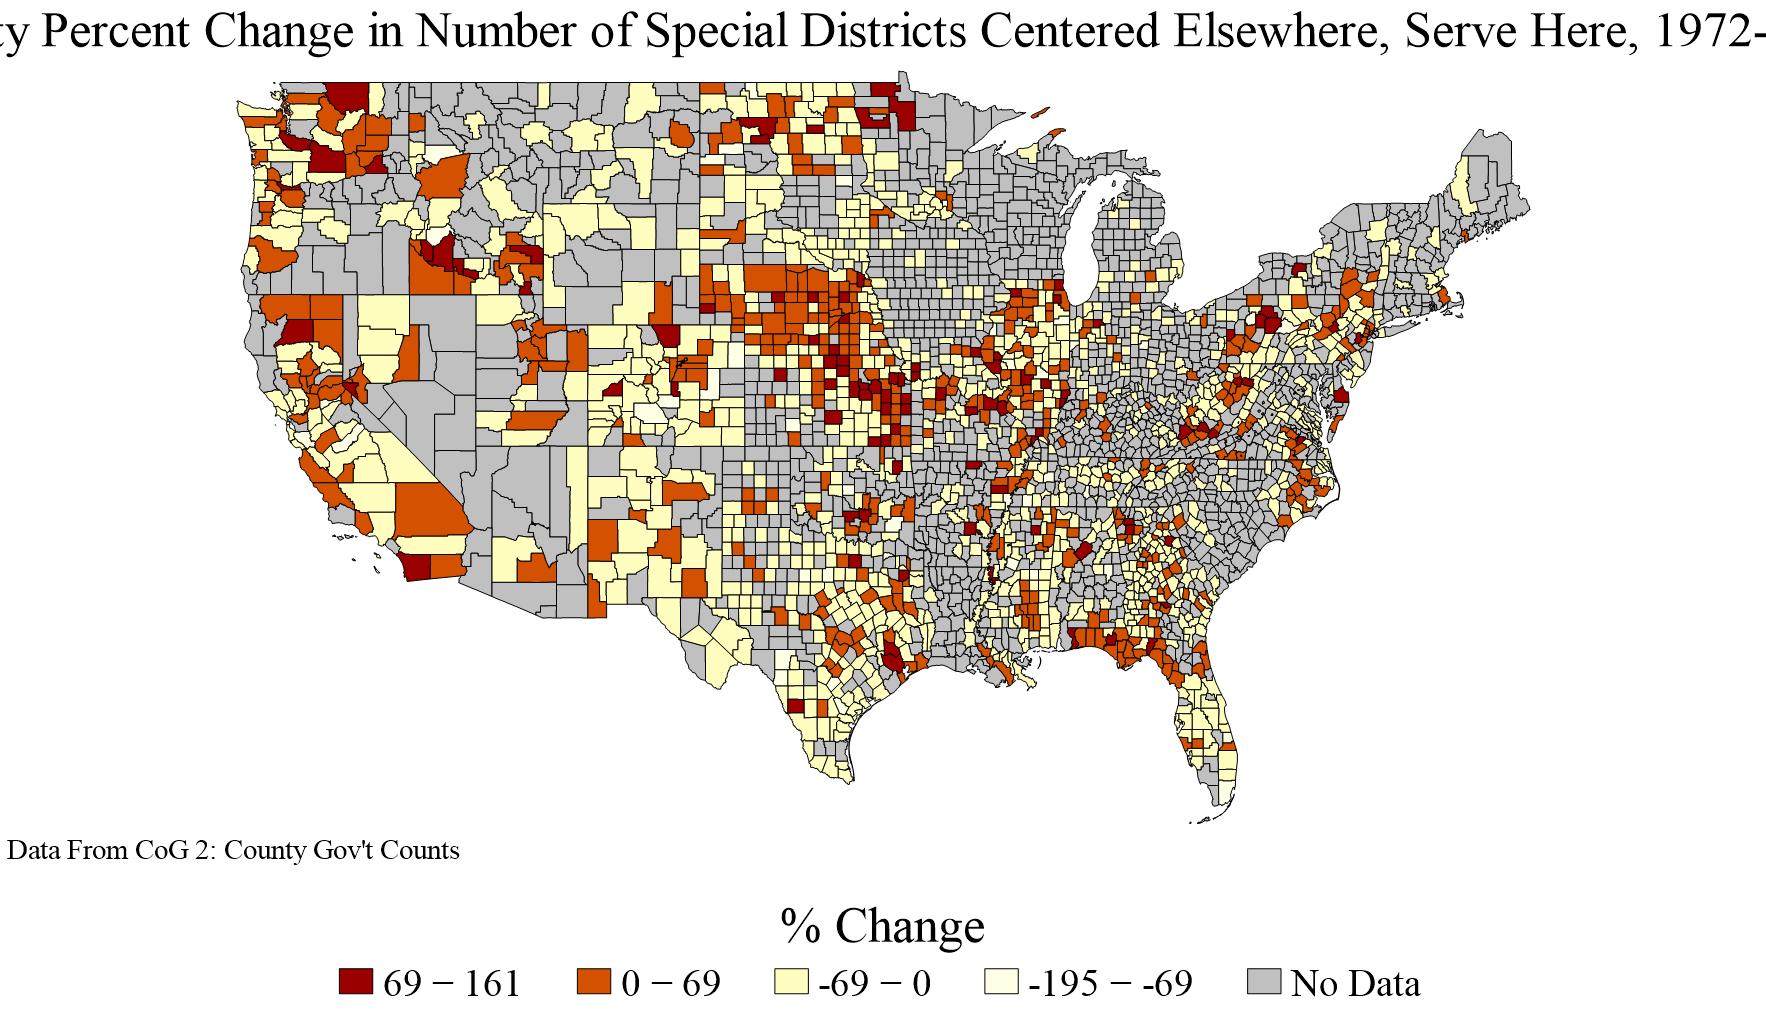 ty Percent Change in Number of Special Districts Centered Elsewhere, Serve Here, 1972-
Data From CoG 2: County Gov't Counts
% Change
69 − 161 0 − 69 -69 − 0 -195 − -69 No Data